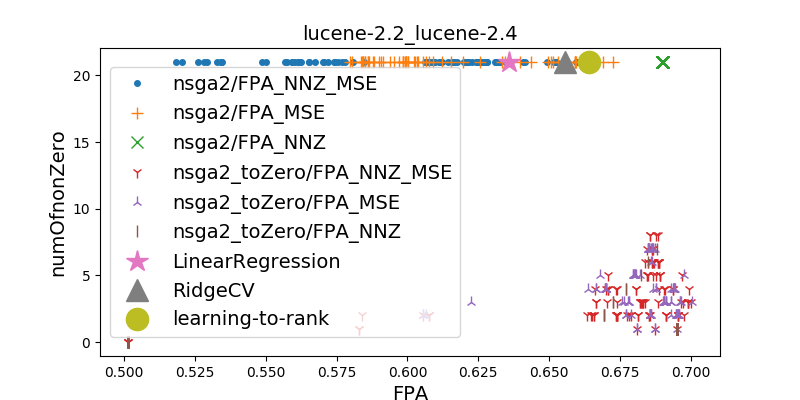 lucene-2.2_lucene-2.4
numOfnonZero
20
15
10
5
0
nsga2/FPA_NNZ_MSE
nsga2/FPA_MSE
nsga2/FPA_NNZ
nsga2_toZero/FPA_NNZ_MSE
nsga2_toZero/FPA_MSE
nsga2_toZero/FPA_NNZ
LinearRegression
RidgeCV
learning-to-rank
0.500 0.525 0.550 0.575 0.600 0.625 0.650 0.675 0.700
FPA